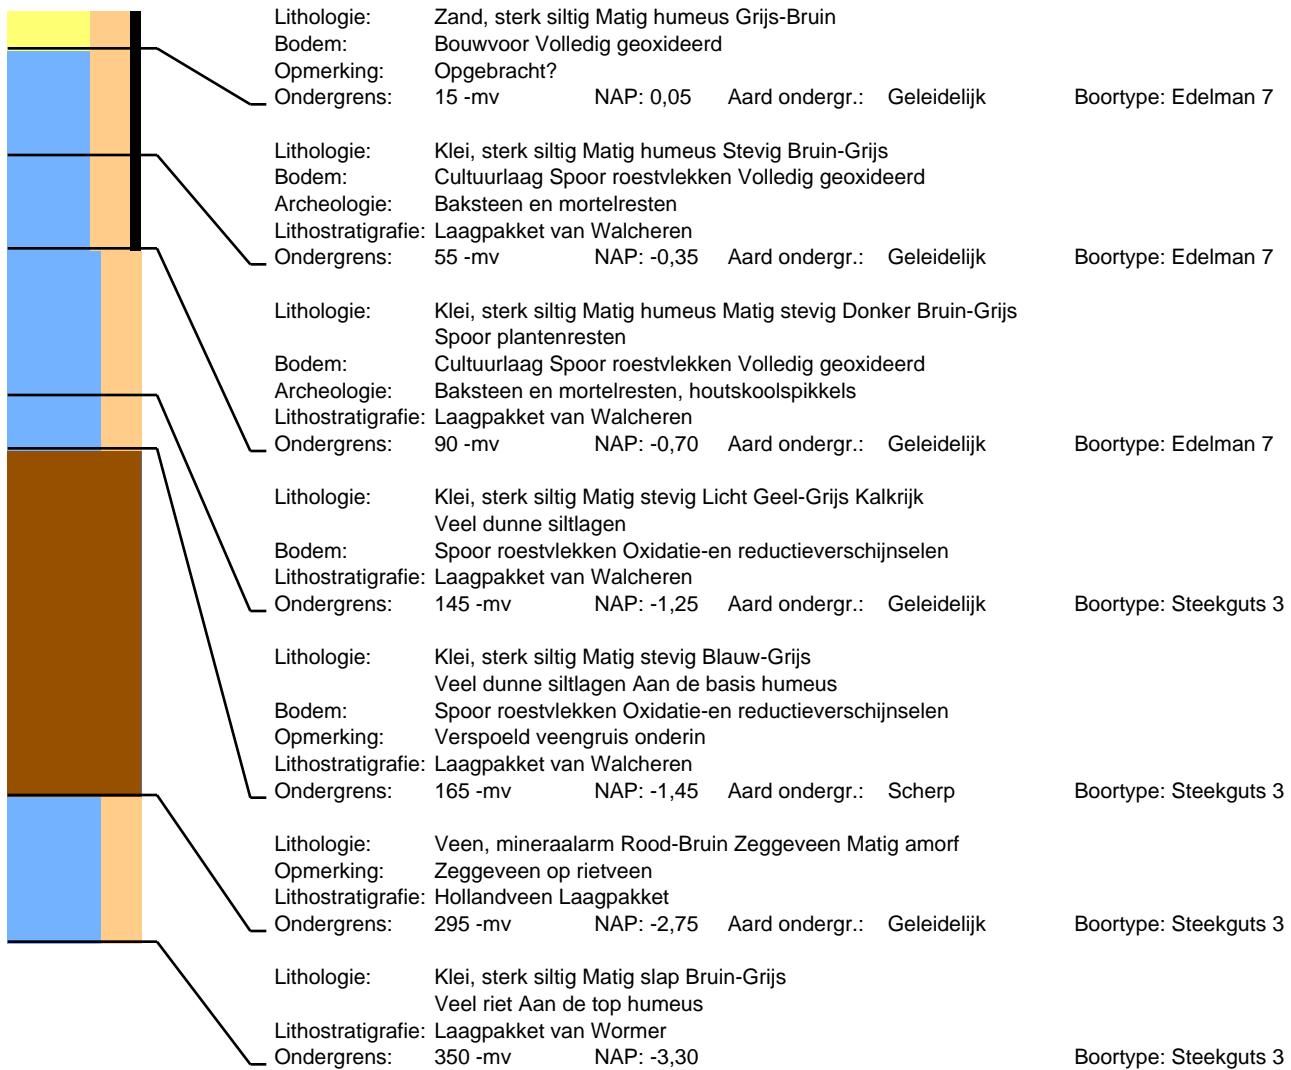 Lithologie: Zand, sterk siltig Matig humeus Grijs-Bruin
Bodem: Bouwvoor Volledig geoxideerd
Opmerking: Opgebracht?
Ondergrens: 15 -mv NAP: 0,05 Aard ondergr.: Geleidelijk Boortype: Edelman 7
Lithologie: Klei, sterk siltig Matig humeus Stevig Bruin-Grijs
Bodem: Cultuurlaag Spoor roestvlekken Volledig geoxideerd
Archeologie: Baksteen en mortelresten
Lithostratigrafie: Laagpakket van Walcheren
Ondergrens: 55 -mv NAP: -0,35 Aard ondergr.: Geleidelijk Boortype: Edelman 7
Lithologie: Klei, sterk siltig Matig humeus Matig stevig Donker Bruin-Grijs
Spoor plantenresten
Bodem: Cultuurlaag Spoor roestvlekken Volledig geoxideerd
Archeologie: Baksteen en mortelresten, houtskoolspikkels
Lithostratigrafie: Laagpakket van Walcheren
Ondergrens: 90 -mv NAP: -0,70 Aard ondergr.: Geleidelijk Boortype: Edelman 7
Lithologie: Klei, sterk siltig Matig stevig Licht Geel-Grijs Kalkrijk
Veel dunne siltlagen
Bodem: Spoor roestvlekken Oxidatie-en reductieverschijnselen
Lithostratigrafie: Laagpakket van Walcheren
Ondergrens: 145 -mv NAP: -1,25 Aard ondergr.: Geleidelijk Boortype: Steekguts 3
Lithologie: Klei, sterk siltig Matig stevig Blauw-Grijs
Veel dunne siltlagen Aan de basis humeus
Bodem: Spoor roestvlekken Oxidatie-en reductieverschijnselen
Opmerking: Verspoeld veengruis onderin
Lithostratigrafie: Laagpakket van Walcheren
Ondergrens: 165 -mv NAP: -1,45 Aard ondergr.: Scherp Boortype: Steekguts 3
Lithologie: Veen, mineraalarm Rood-Bruin Zeggeveen Matig amorf
Opmerking: Zeggeveen op rietveen
Lithostratigrafie: Hollandveen Laagpakket
Ondergrens: 295 -mv NAP: -2,75 Aard ondergr.: Geleidelijk Boortype: Steekguts 3
Lithologie: Klei, sterk siltig Matig slap Bruin-Grijs
Veel riet Aan de top humeus
Lithostratigrafie: Laagpakket van Wormer
Ondergrens: 350 -mv NAP: -3,30 Boortype: Steekguts 3